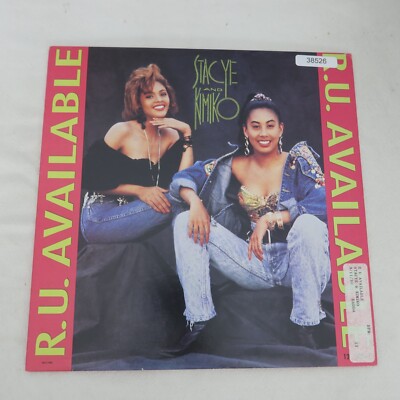 R.U. AVAILABLE
STACYE
AND
KIMIKO
38526
R.U. AVAILABLE